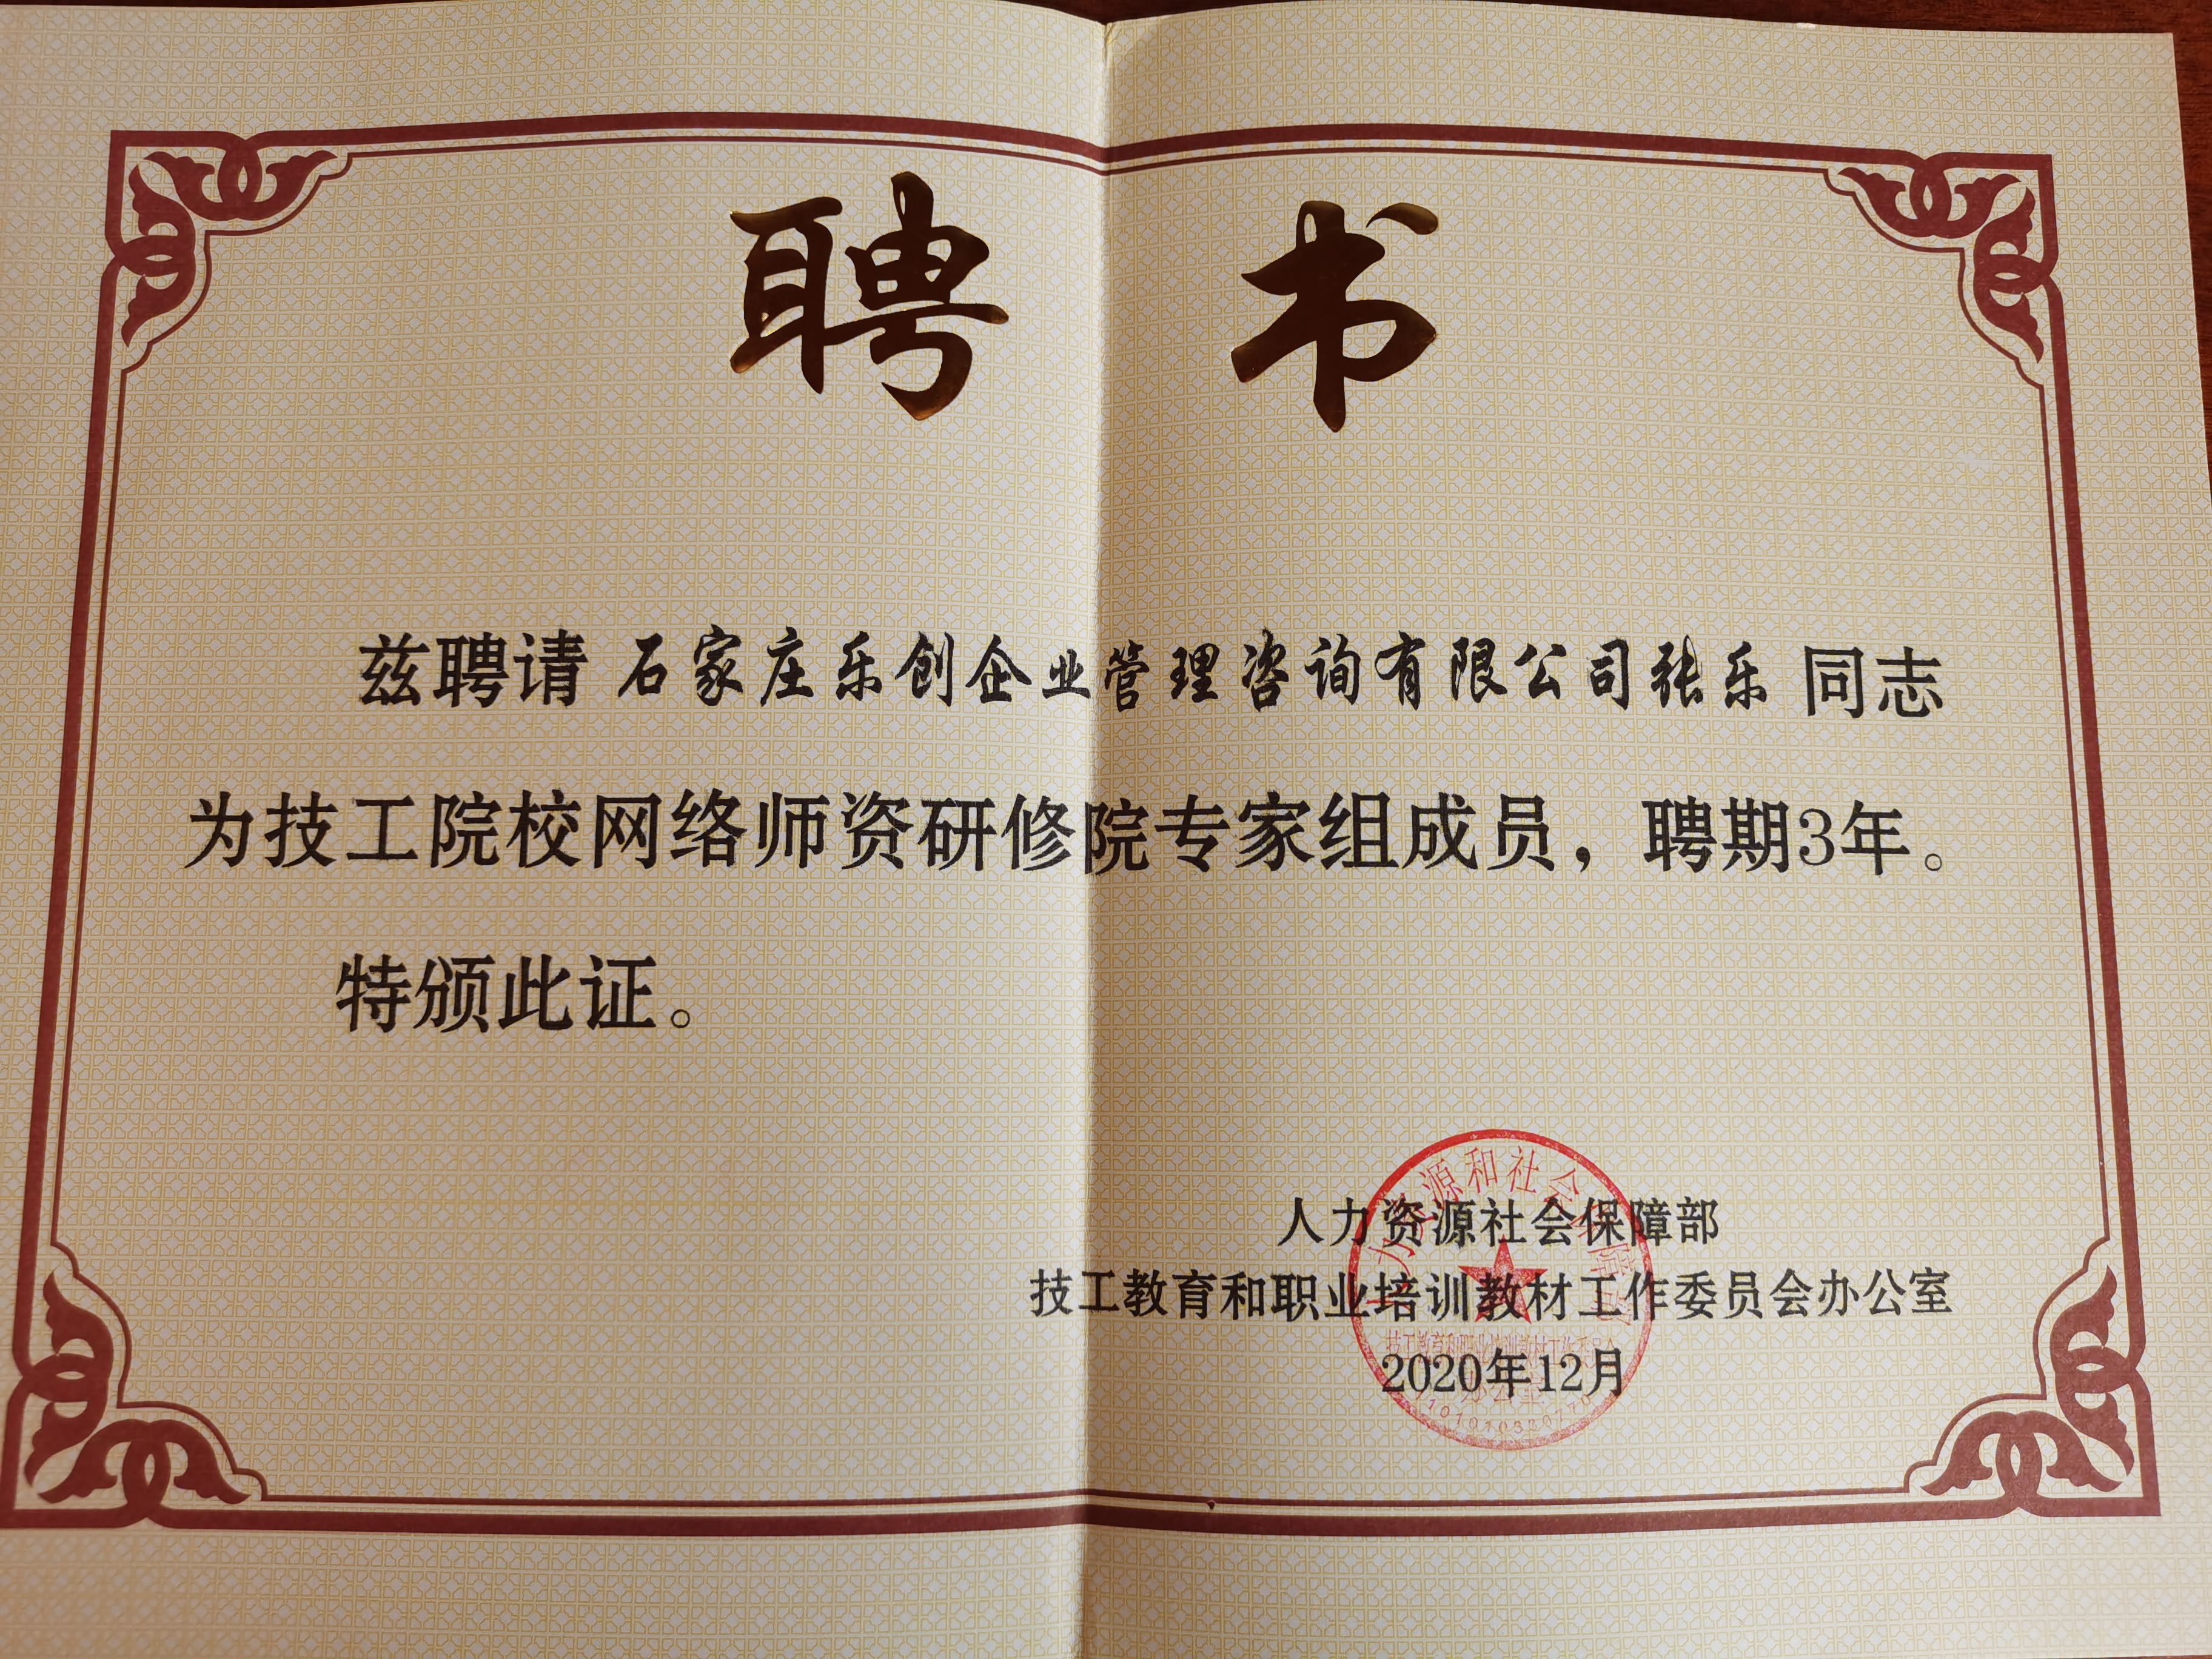 聘书
兹聘请 石家庄乐创企业管理咨询有限公司张乐 同志
为技工院校网络师资研修院专家组成员，聘期3年。
特颁此证。
人力资源社会保障部
技工教育和职业培训教材工作委员会办公室
2020年12月